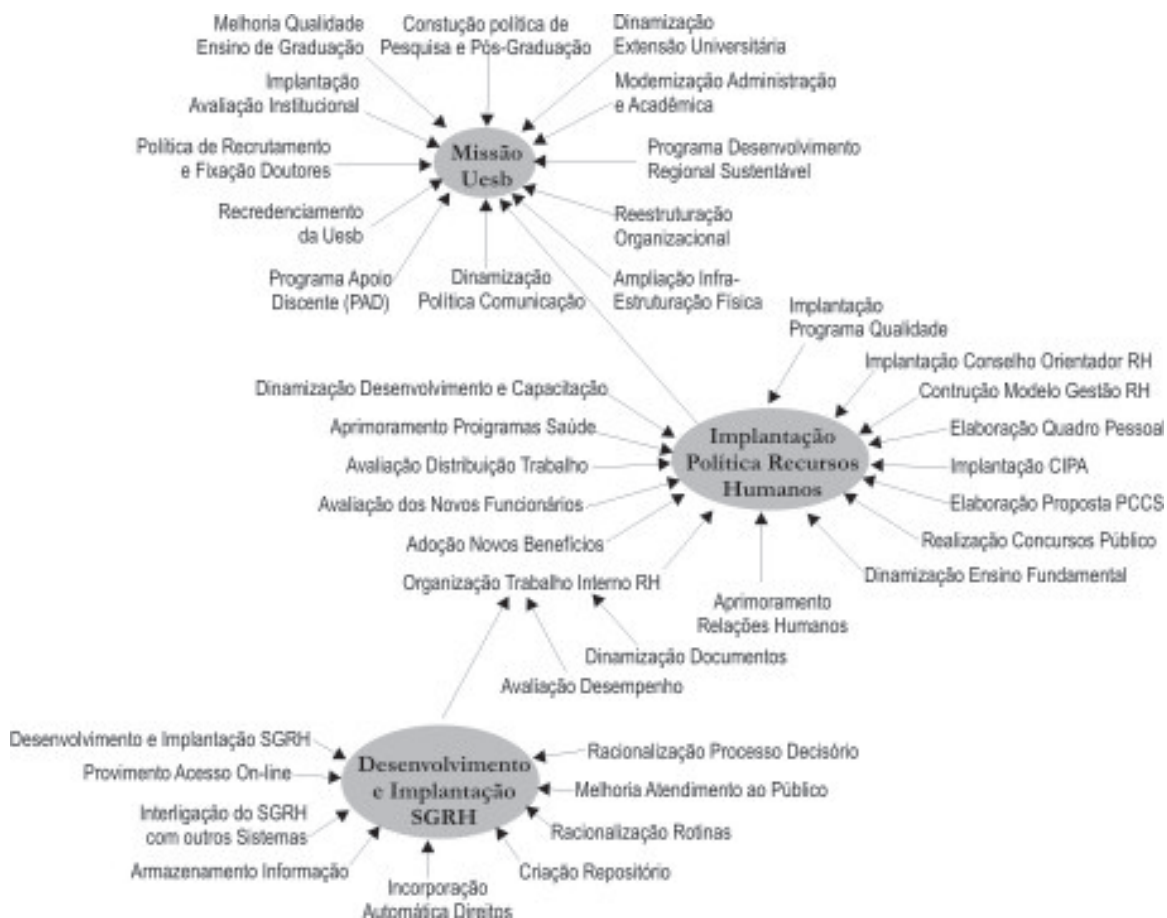 Melhoria Qualidade
Ensino de Graduação
Constução política de
Pesquisa e Pós-Graduação
Dinamização
Extensão Universitária
Implantação
Avaliação Institucional
Modernização Administração
e Acadêmica
Política de Recrutamento
e Fixação Doutores
Missão
Uesb
Programa Desenvolvimento
Regional Sustentável
Recredenciamento
da Uesb
Reestruturação
Organizacional
Programa Apoio
Discente (PAD)
Dinamização
Política Comunicação
Ampliação Infra-
Estruturação Física
Implantação
Programa Qualidade
Implantação Conselho Orientador RH
Dinamização Desenvolvimento e Capacitação
Contrução Modelo Gestão RH
Aprimoramento Proigramas Saúde
Implantação
Política Recursos
Humanos
Elaboração Quadro Pessoal
Avaliação Distribuição Trabalho
Implantação CIPA
Avaliação dos Novos Funcionários
Elaboração Proposta PCCS
Adoção Novos Benefícios
Realização Concursos Público
Organização Trabalho Interno RH
Dinamização Ensino Fundamental
Aprimoramento
Relações Humanos
Dinamização Documentos
Avaliação Desempenho
Desenvolvimento e Implantação SGRH
Racionalização Processo Decisório
Provimento Acesso On-line
Desenvolvimento
e Implantação
SGRH
Melhoria Atendimento ao Público
Interligação do SGRH
com outros Sistemas
Racionalização Rotinas
Armazenamento Informação
Criação Repositório
Incorporação
Automática Direitos